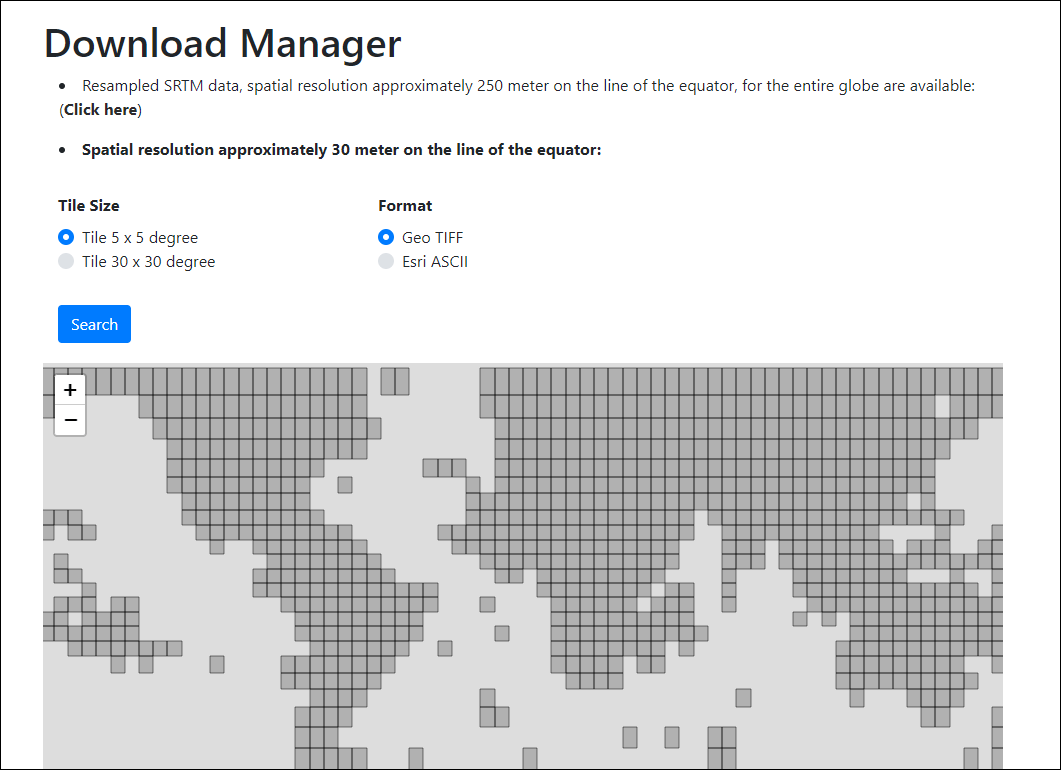 Download Manager
• Resampled SRTM data, spatial resolution approximately 250 meter on the line of the equator, for the entire globe are available:
(Click here)
• Spatial resolution approximately 30 meter on the line of the equator:
Tile Size Format
Tile 5 x 5 degree Geo TIFF
Tile 30 x 30 degree Esri ASCII
Search
+
−